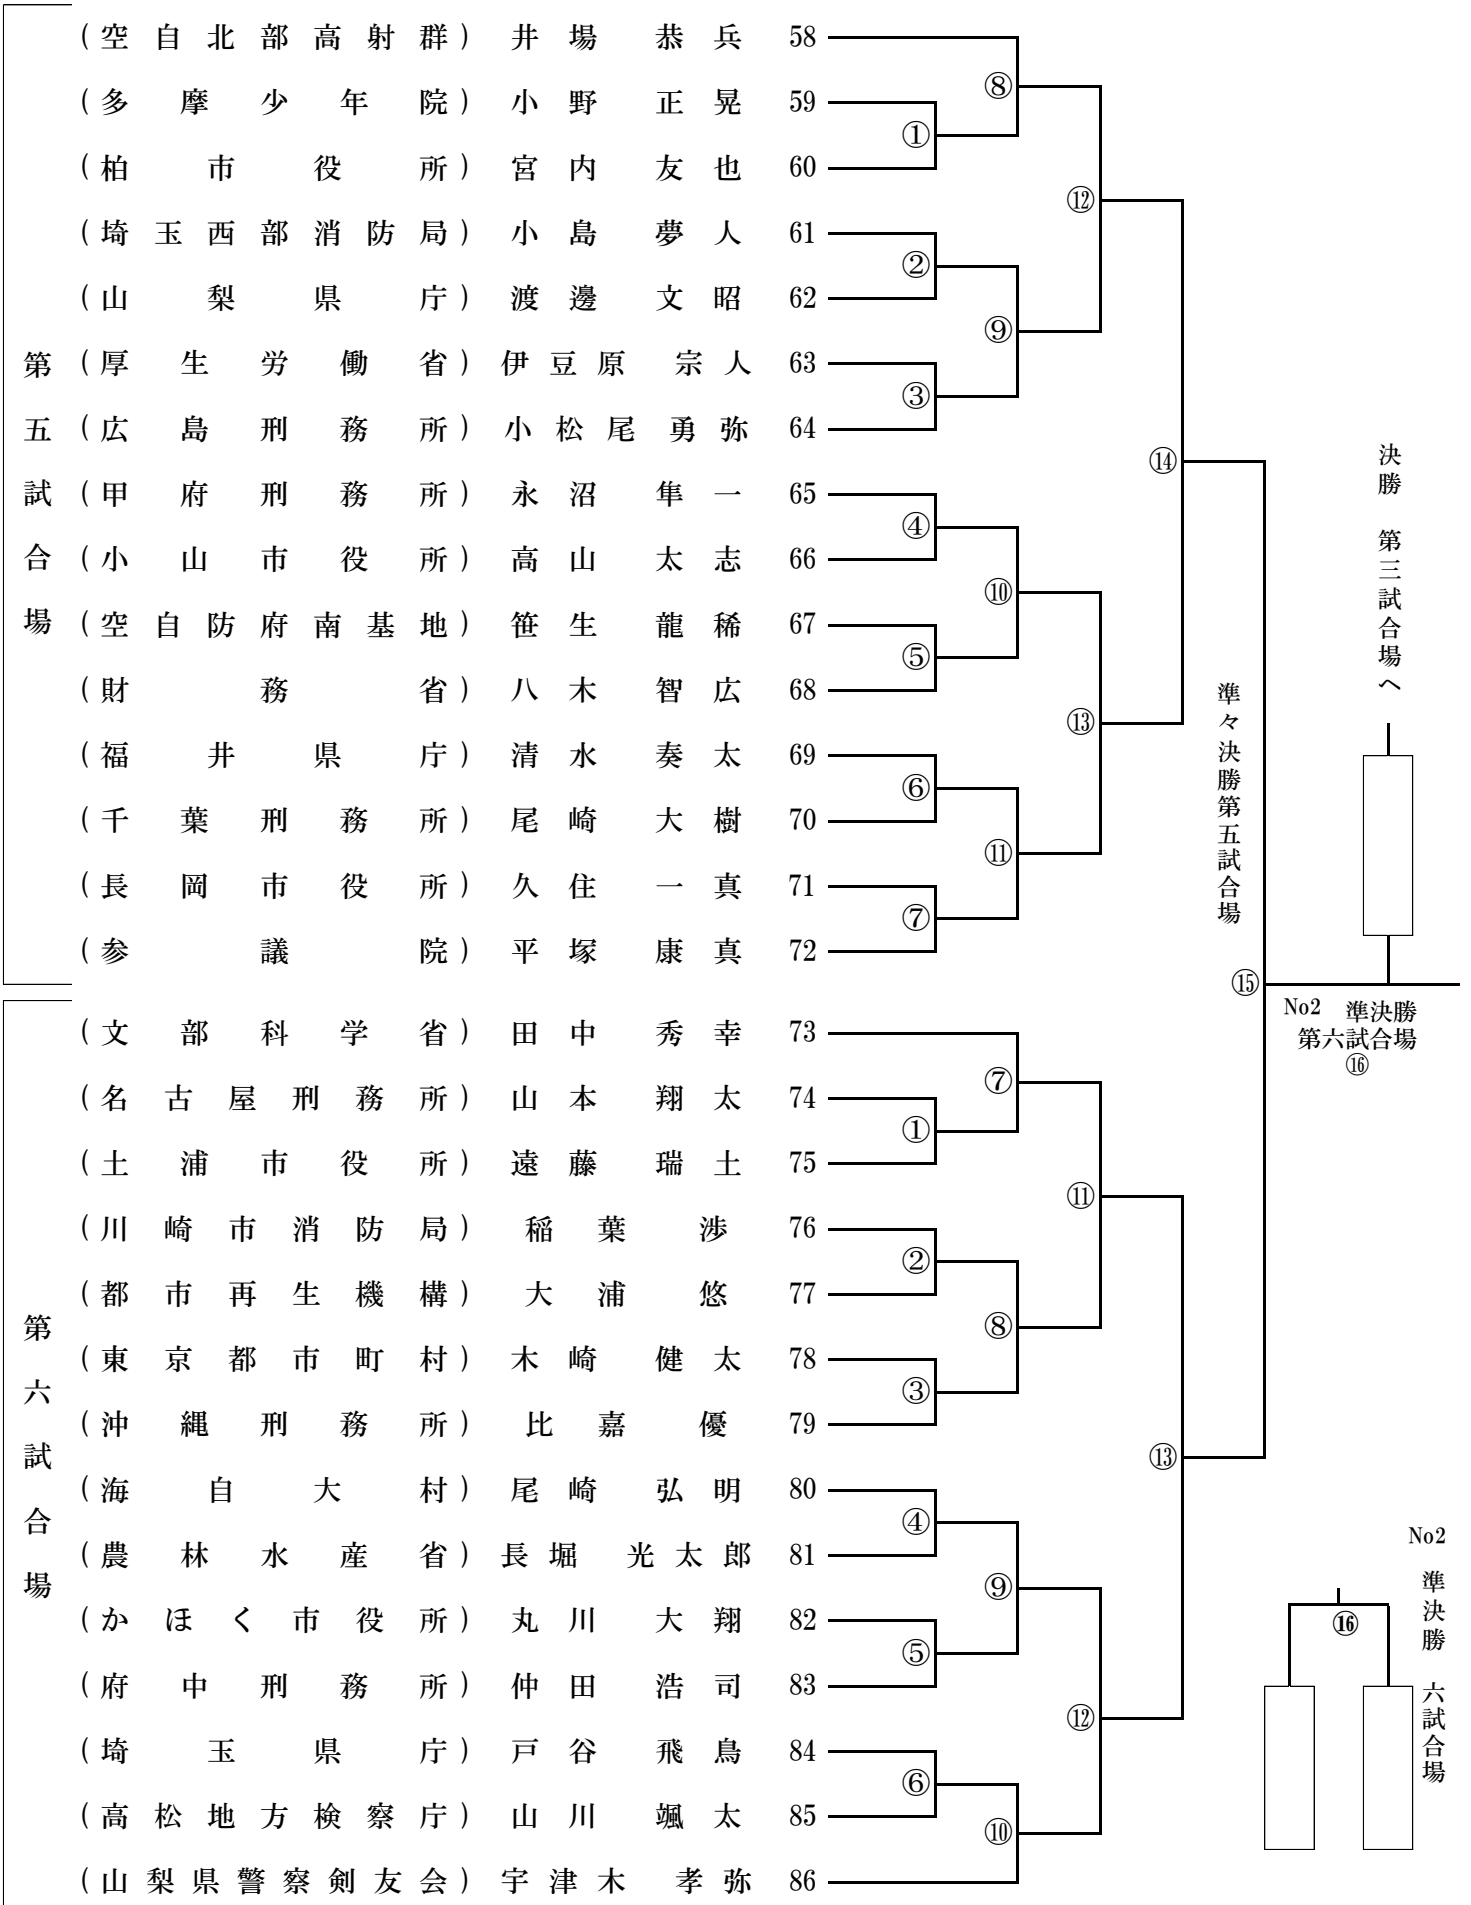 第五試合場
(空自北部高射群) 井場 恭兵 58
(多摩少年院) 小野 正晃 59
(柏市役所) 宮内 友也 60
(埼玉西部消防局) 小島 夢人 61
(山梨県庁) 渡邊 文昭 62
(厚生労働省) 伊豆原 宗人 63
(広島刑務所) 小松尾 勇弥 64
(甲府刑務所) 永沼 隼一 65
(小山市役所) 高山 太志 66
(空自防府南基地) 笹生 龍稀 67
(財務省) 八木 智広 68
(福井県庁) 清水 奏太 69
(千葉刑務所) 尾崎 大樹 70
(長岡市役所) 久住 一真 71
(参議院) 平塚 康真 72
①
②
③
④
⑤
⑥
⑦
⑧
⑨
⑩
⑪
⑫
⑬
⑭
第六試合場
(文部科学省) 田中 秀幸 73
(名古屋刑務所) 山本 翔太 74
(土浦市役所) 遠藤 瑞士 75
(川崎市消防局) 稲葉 渉 76
(都市再生機構) 大浦 悠 77
(東京都市町村) 木崎 健太 78
(沖縄刑務所) 比嘉 優 79
(海自大村) 尾崎 弘明 80
(農林水産省) 長堀 光太郎 81
(かほく市役所) 丸川 大翔 82
(府中刑務所) 仲田 浩司 83
(埼玉県庁) 戸谷 飛鳥 84
(高松地方検察庁) 山川 颯太 85
(山梨県警察剣友会) 宇津木 孝弥 86
①
②
③
④
⑤
⑥
⑦
⑧
⑨
⑩
⑪
⑫
⑬
準々決勝第五試合場
⑮
決勝 第三試合場へ
No2 準決勝
第六試合場
⑯
No2
準決勝 六試合場
⑯